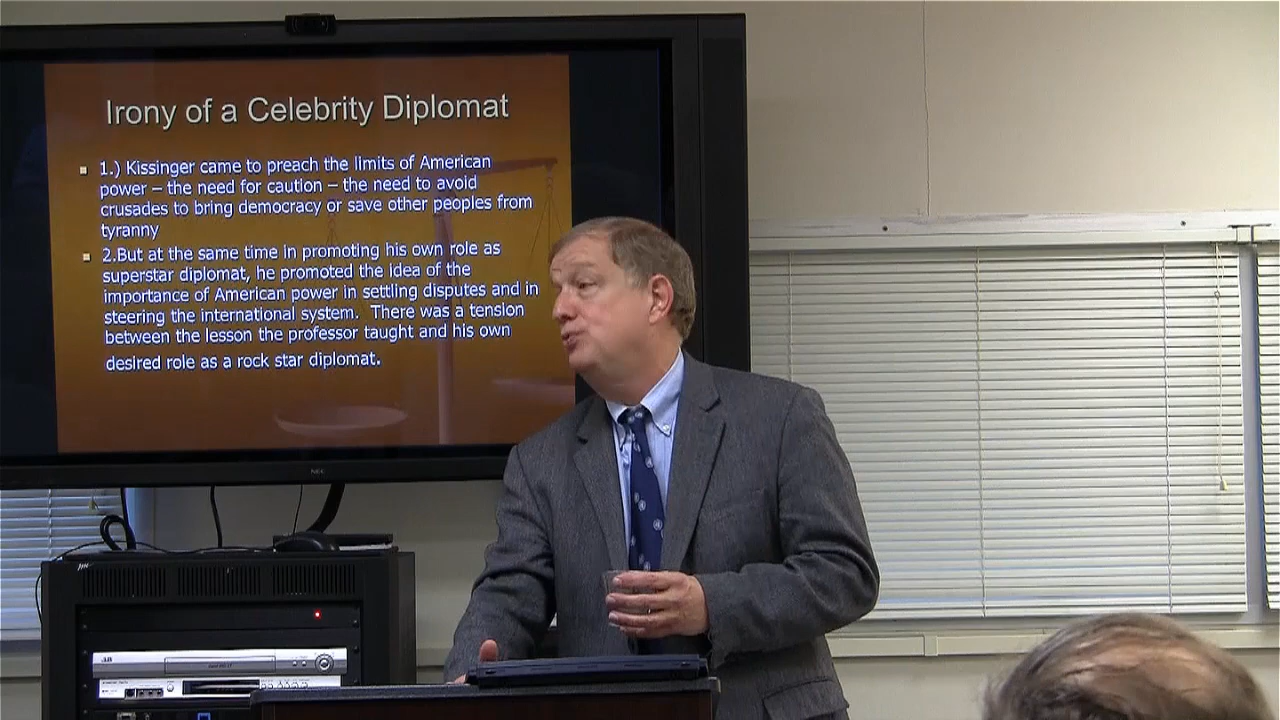 Irony of a Celebrity Diplomat
1.) Kissinger came to preach the limits of American
power – the need for caution – the need to avoid
crusades to bring democracy or save other peoples from
tyranny
2.But at the same time in promoting his own role as
superstar diplomat, he promoted the idea of the
importance of American power in settling disputes and in
steering the international system. There was a tension
between the lesson the professor taught and his own
desired role as a rock star diplomat.
NEC